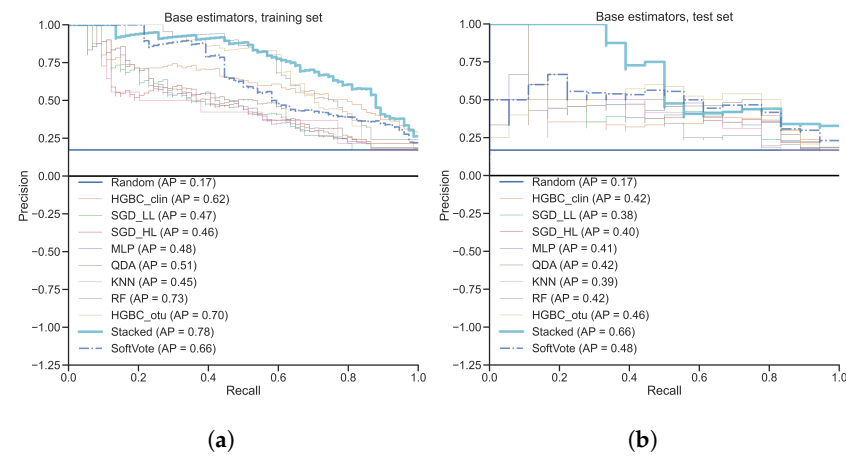 Base estimators, training set
1.00
0.75
0.50
0.25
0.00
−0.25
−0.50
−0.75
−1.00
−1.25
Precision
Random (AP = 0.17)
HGBC_clin (AP = 0.62)
SGD_LL (AP = 0.47)
SGD_HL (AP = 0.46)
MLP (AP = 0.48)
QDA (AP = 0.51)
KNN (AP = 0.45)
RF (AP = 0.73)
HGBC_otu (AP = 0.70)
Stacked (AP = 0.78)
SoftVote (AP = 0.66)
0.0 0.2 0.4 0.6 0.8 1.0
Recall
(a)
Base estimators, test set
1.00
0.75
0.50
0.25
0.00
−0.25
−0.50
−0.75
−1.00
−1.25
Precision
Random (AP = 0.17)
HGBC_clin (AP = 0.42)
SGD_LL (AP = 0.38)
SGD_HL (AP = 0.40)
MLP (AP = 0.41)
QDA (AP = 0.42)
KNN (AP = 0.39)
RF (AP = 0.42)
HGBC_otu (AP = 0.46)
Stacked (AP = 0.66)
SoftVote (AP = 0.48)
0.0 0.2 0.4 0.6 0.8 1.0
Recall
(b)